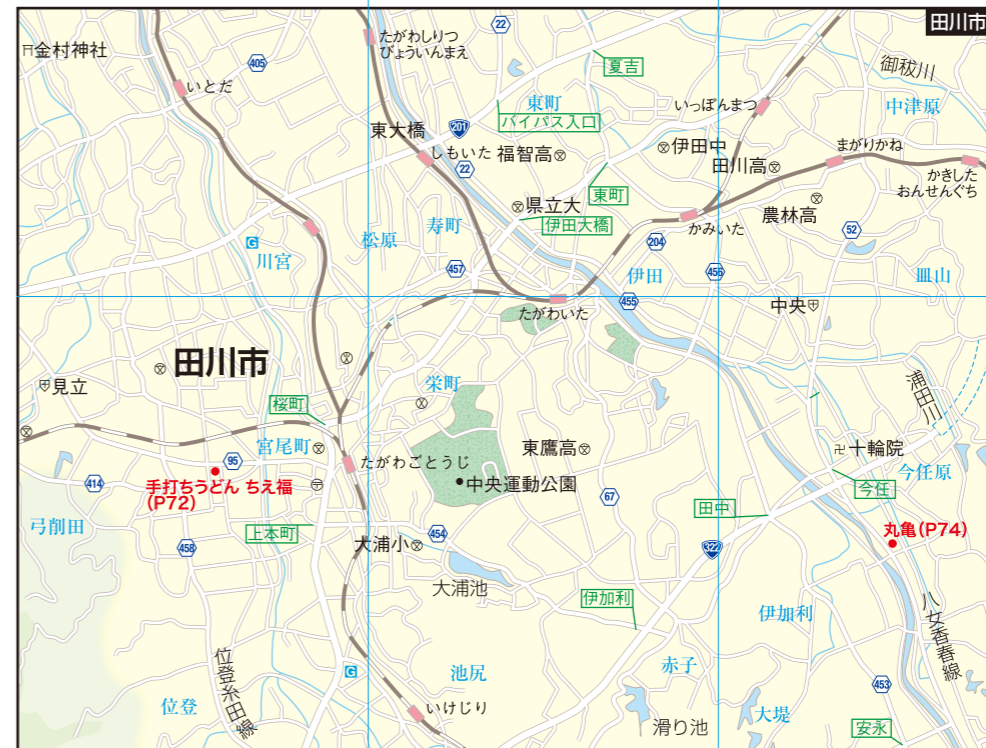 田川市
金村神社
405
いとだ
たがわしりつ
びょういんまえ
22
夏吉
東町
バイパス入口
201
東大橋
しもいた
福智高
22
いっぽんまつ
御秡川
中津原
伊田中
田川高
まがりかね
かきした
おんせんぐち
東町
県立大
伊田大橋
農林高
かみいた
204
52
寿町
松原
川宮
G
457
伊田
456
455
皿山
たがわいた
中央
田川市
見立
桜町
栄町
浦田川
宮尾町
たがわごとうじ
東鷹高
十輪院
今任原
今任
95
414
手打ちうどん ちえ福
(P72)
中央運動公園
67
田中
弓削田
上本町
458
454
大浦小
322
丸亀(P74)
大浦池
伊加利
伊加利
八女香春線
位登糸田線
G
池尻
赤子
453
位登
いけじり
滑り池
大堤
安永